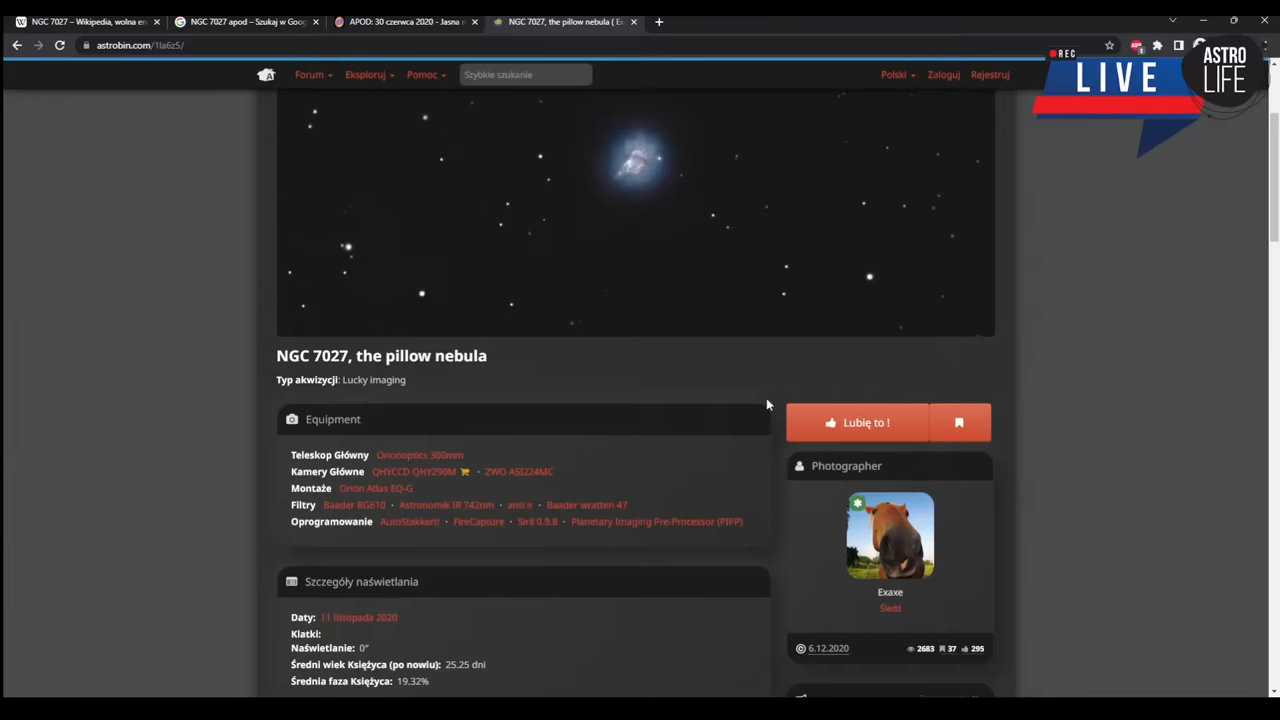 NGC 7027 – Wikipedia, wolna en
NGC 7027 apod – Szukaj w Goo
APOD: 30 czerwca 2020 - Jasna
NGC 7027, the pillow nebula ( Ex
astrobin.com/1la6z5/
REC
LIVE
ASTRO
LIFE
Forum
Eksploruj
Pomoc
Szybkie szukanie
Polski
Zaloguj
Rejestruj
NGC 7027, the pillow nebula
Typ akwizycji: Lucky imaging
Equipment
Lubię to !
Teleskop Główny Orionoptics 300mm
Kamery Główne QHYCCD QHY290M · ZWO ASI224MC
Montaże Orion Atlas EQ-G
Filtry Baader RG610 · Astronomik IR 742nm · anti ir · Baader wratten 47
Oprogramowanie AutoStakkert! · FireCapture · Siril 0.9.8 · Planetary Imaging Pre-Processor (PIPP)
Photographer
Exaxe
Śledź
6.12.2020 2683 37 295
Szczegóły naświetlania
Daty: 11 listopada 2020
Klatki:
Naświetlanie: 0″
Średni wiek Księżyca (po nowiu): 25.25 dni
Średnia faza Księżyca: 19.32%